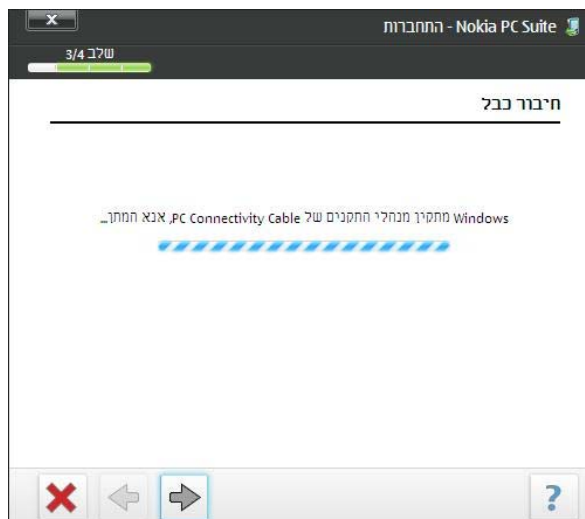 Nokia PC Suite - התחברות
שלב 3/4
חיבור כבל
Windows מתקין מנהלי התקנים של PC Connectivity Cable, אנא המתן...